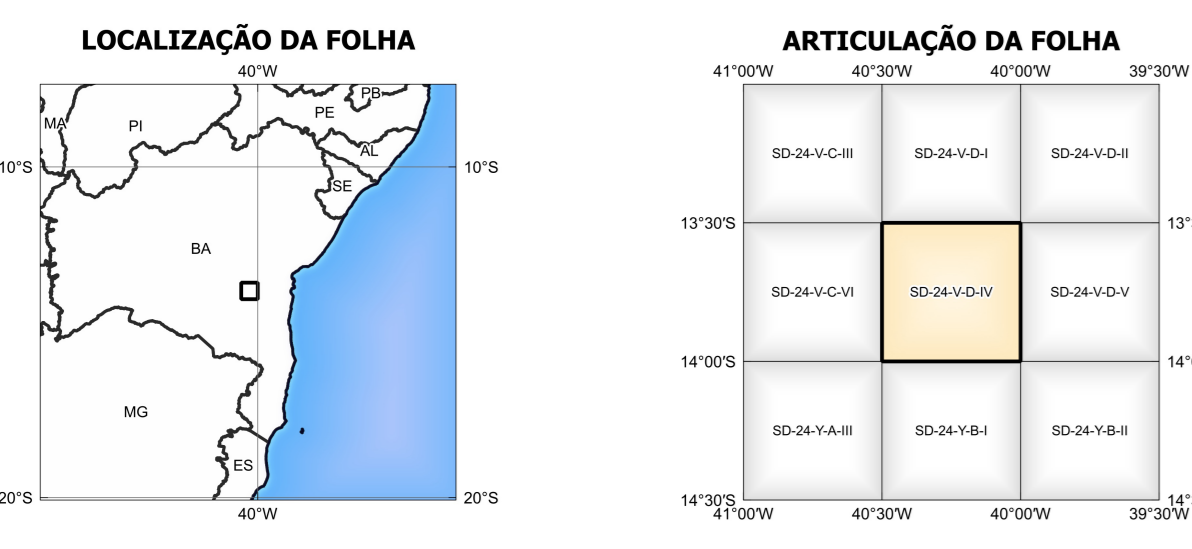 LOCALIZAÇÃO DA FOLHA
40°W
MA
PI
PE
PB
AL
10°S
10°S
SE
BA
MG
ES
20°S
20°S
40°W
ARTICULAÇÃO DA FOLHA
41°00'W 40°30'W 40°00'W 39°30'W
SD-24-V-C-III SD-24-V-D-I SD-24-V-D-II
13°30'S
SD-24-V-C-VI SD-24-V-D-IV SD-24-V-D-V
14°00'S
SD-24-Y-A-III SD-24-Y-B-I SD-24-Y-B-II
14°30'S
41°00'W 40°30'W 40°00'W 39°30'W